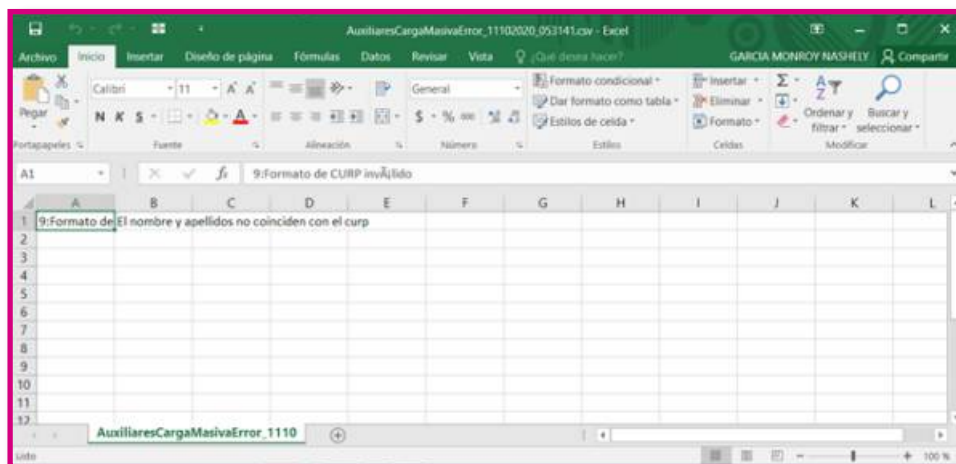 AuxiliaresCargaMasivaError_11102020_053141.csv - Excel
Archivo Inicio Insertar Diseño de página Fórmulas Datos Revisar Vista ¿Qué desea hacer? GARCIA MONROY NASHELLY Compartir
Pegar
Calibri 11 A A
N K S
General
$ % 000
Formato condicional
Dar formato como tabla
Estilos de celda
Insertar
Eliminar
Formato
Ordenar y filtrar
Buscar y seleccionar
Portapapeles Fuente Alineación Número Estilos Celdas Modificar
A1 fx 9:Formato de CURP invÃ¡lido
A B C D E F G H I J K L
1 9:Formato de El nombre y apellidos no coinciden con el curp
2
3
4
5
6
7
8
9
10
11
12
AuxiliaresCargaMasivaError_1110
Listo 100 %